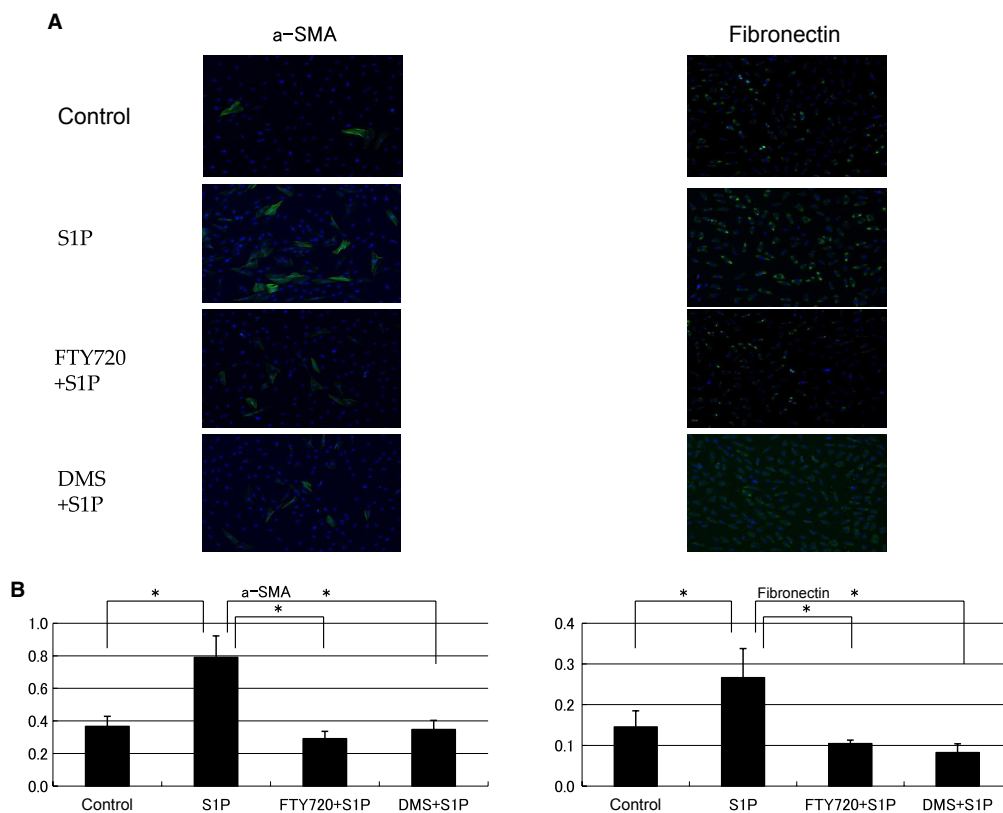 A
a-SMA
Fibronectin
Control
S1P
FTY720
+S1P
DMS
+S1P
B
a-SMA
* * *
1.0
0.8
0.6
0.4
0.2
0.0
Control S1P FTY720+S1P DMS+S1P
Fibronectin
* * *
0.4
0.3
0.2
0.1
0.0
Control S1P FTY720+S1P DMS+S1P